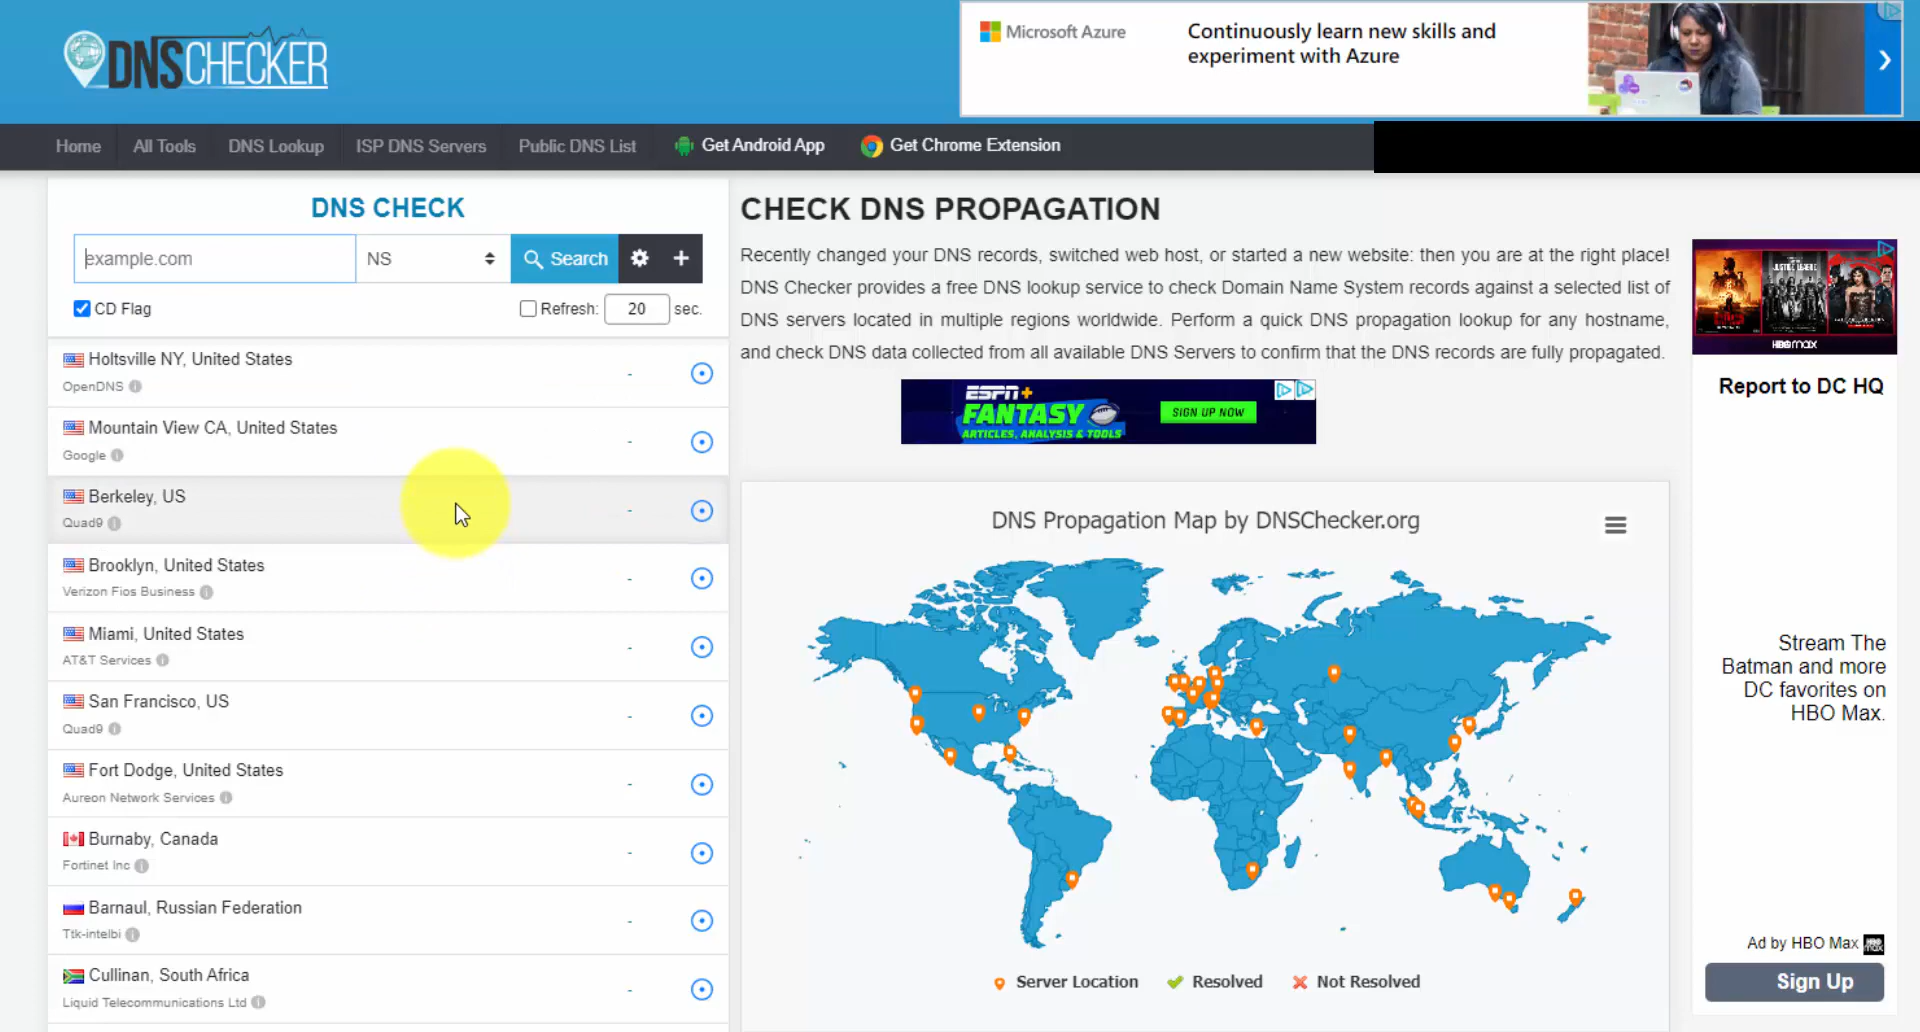 DNSCHECKER
Microsoft Azure
Continuously learn new skills and
experiment with Azure
Home
All Tools
DNS Lookup
ISP DNS Servers
Public DNS List
Get Android App
Get Chrome Extension
DNS CHECK
example.com
NS
Search
CD Flag
Refresh:
20
sec.
Holtsville NY, United States
-
OpenDNS
Mountain View CA, United States
-
Google
Berkeley, US
-
Quad9
Brooklyn, United States
-
Verizon Fios Business
Miami, United States
-
AT&T Services
San Francisco, US
-
Quad9
Fort Dodge, United States
-
Aureon Network Services
Burnaby, Canada
-
Fortinet Inc
Barnaul, Russian Federation
-
Ttk-intelbi
Cullinan, South Africa
-
Liquid Telecommunications Ltd
CHECK DNS PROPAGATION
Recently changed your DNS records, switched web host, or started a new website: then you are at the right place!
DNS Checker provides a free DNS lookup service to check Domain Name System records against a selected list of
DNS servers located in multiple regions worldwide. Perform a quick DNS propagation lookup for any hostname,
and check DNS data collected from all available DNS Servers to confirm that the DNS records are fully propagated.
ESPN+
FANTASY
ARTICLES, ANALYSIS & TOOLS
SIGN UP NOW
DNS Propagation Map by DNSChecker.org
Server Location
Resolved
Not Resolved
JUSTICE LEAGUE
HBOMAX
Report to DC HQ
Stream The
Batman and more
DC favorites on
HBO Max.
Ad by HBO Max
Sign Up